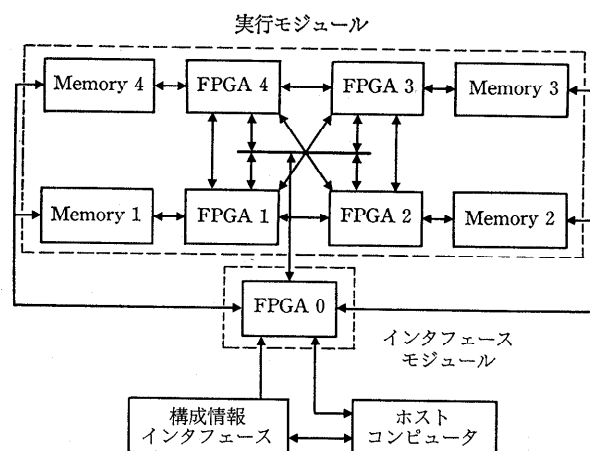 実行モジュール
Memory 4
FPGA 4
FPGA 3
Memory 3
Memory 1
FPGA 1
FPGA 2
Memory 2
FPGA 0
インタフェース
モジュール
構成情報
インタフェース
ホスト
コンピュータ